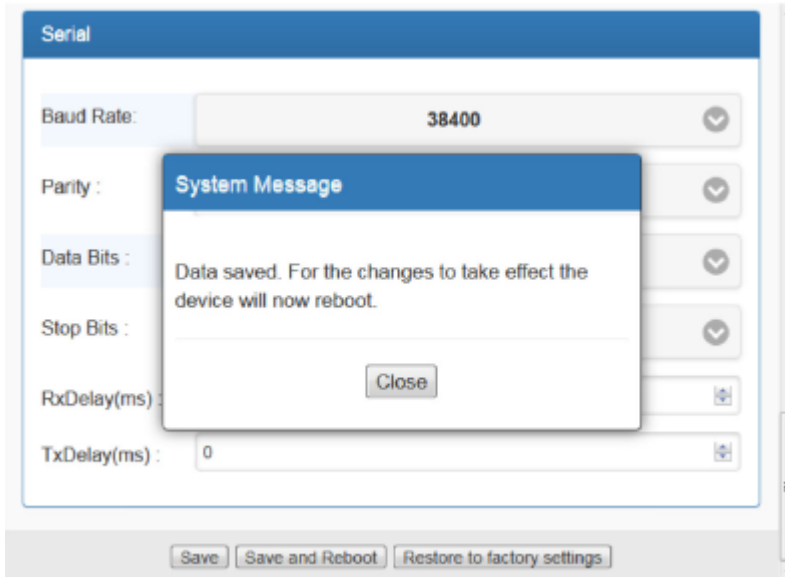 Serial
Baud Rate:
38400
Parity :
System Message
Data Bits :
Data saved. For the changes to take effect the
device will now reboot.
Stop Bits :
Close
RxDelay(ms) :
TxDelay(ms) :
0
Save
Save and Reboot
Restore to factory settings